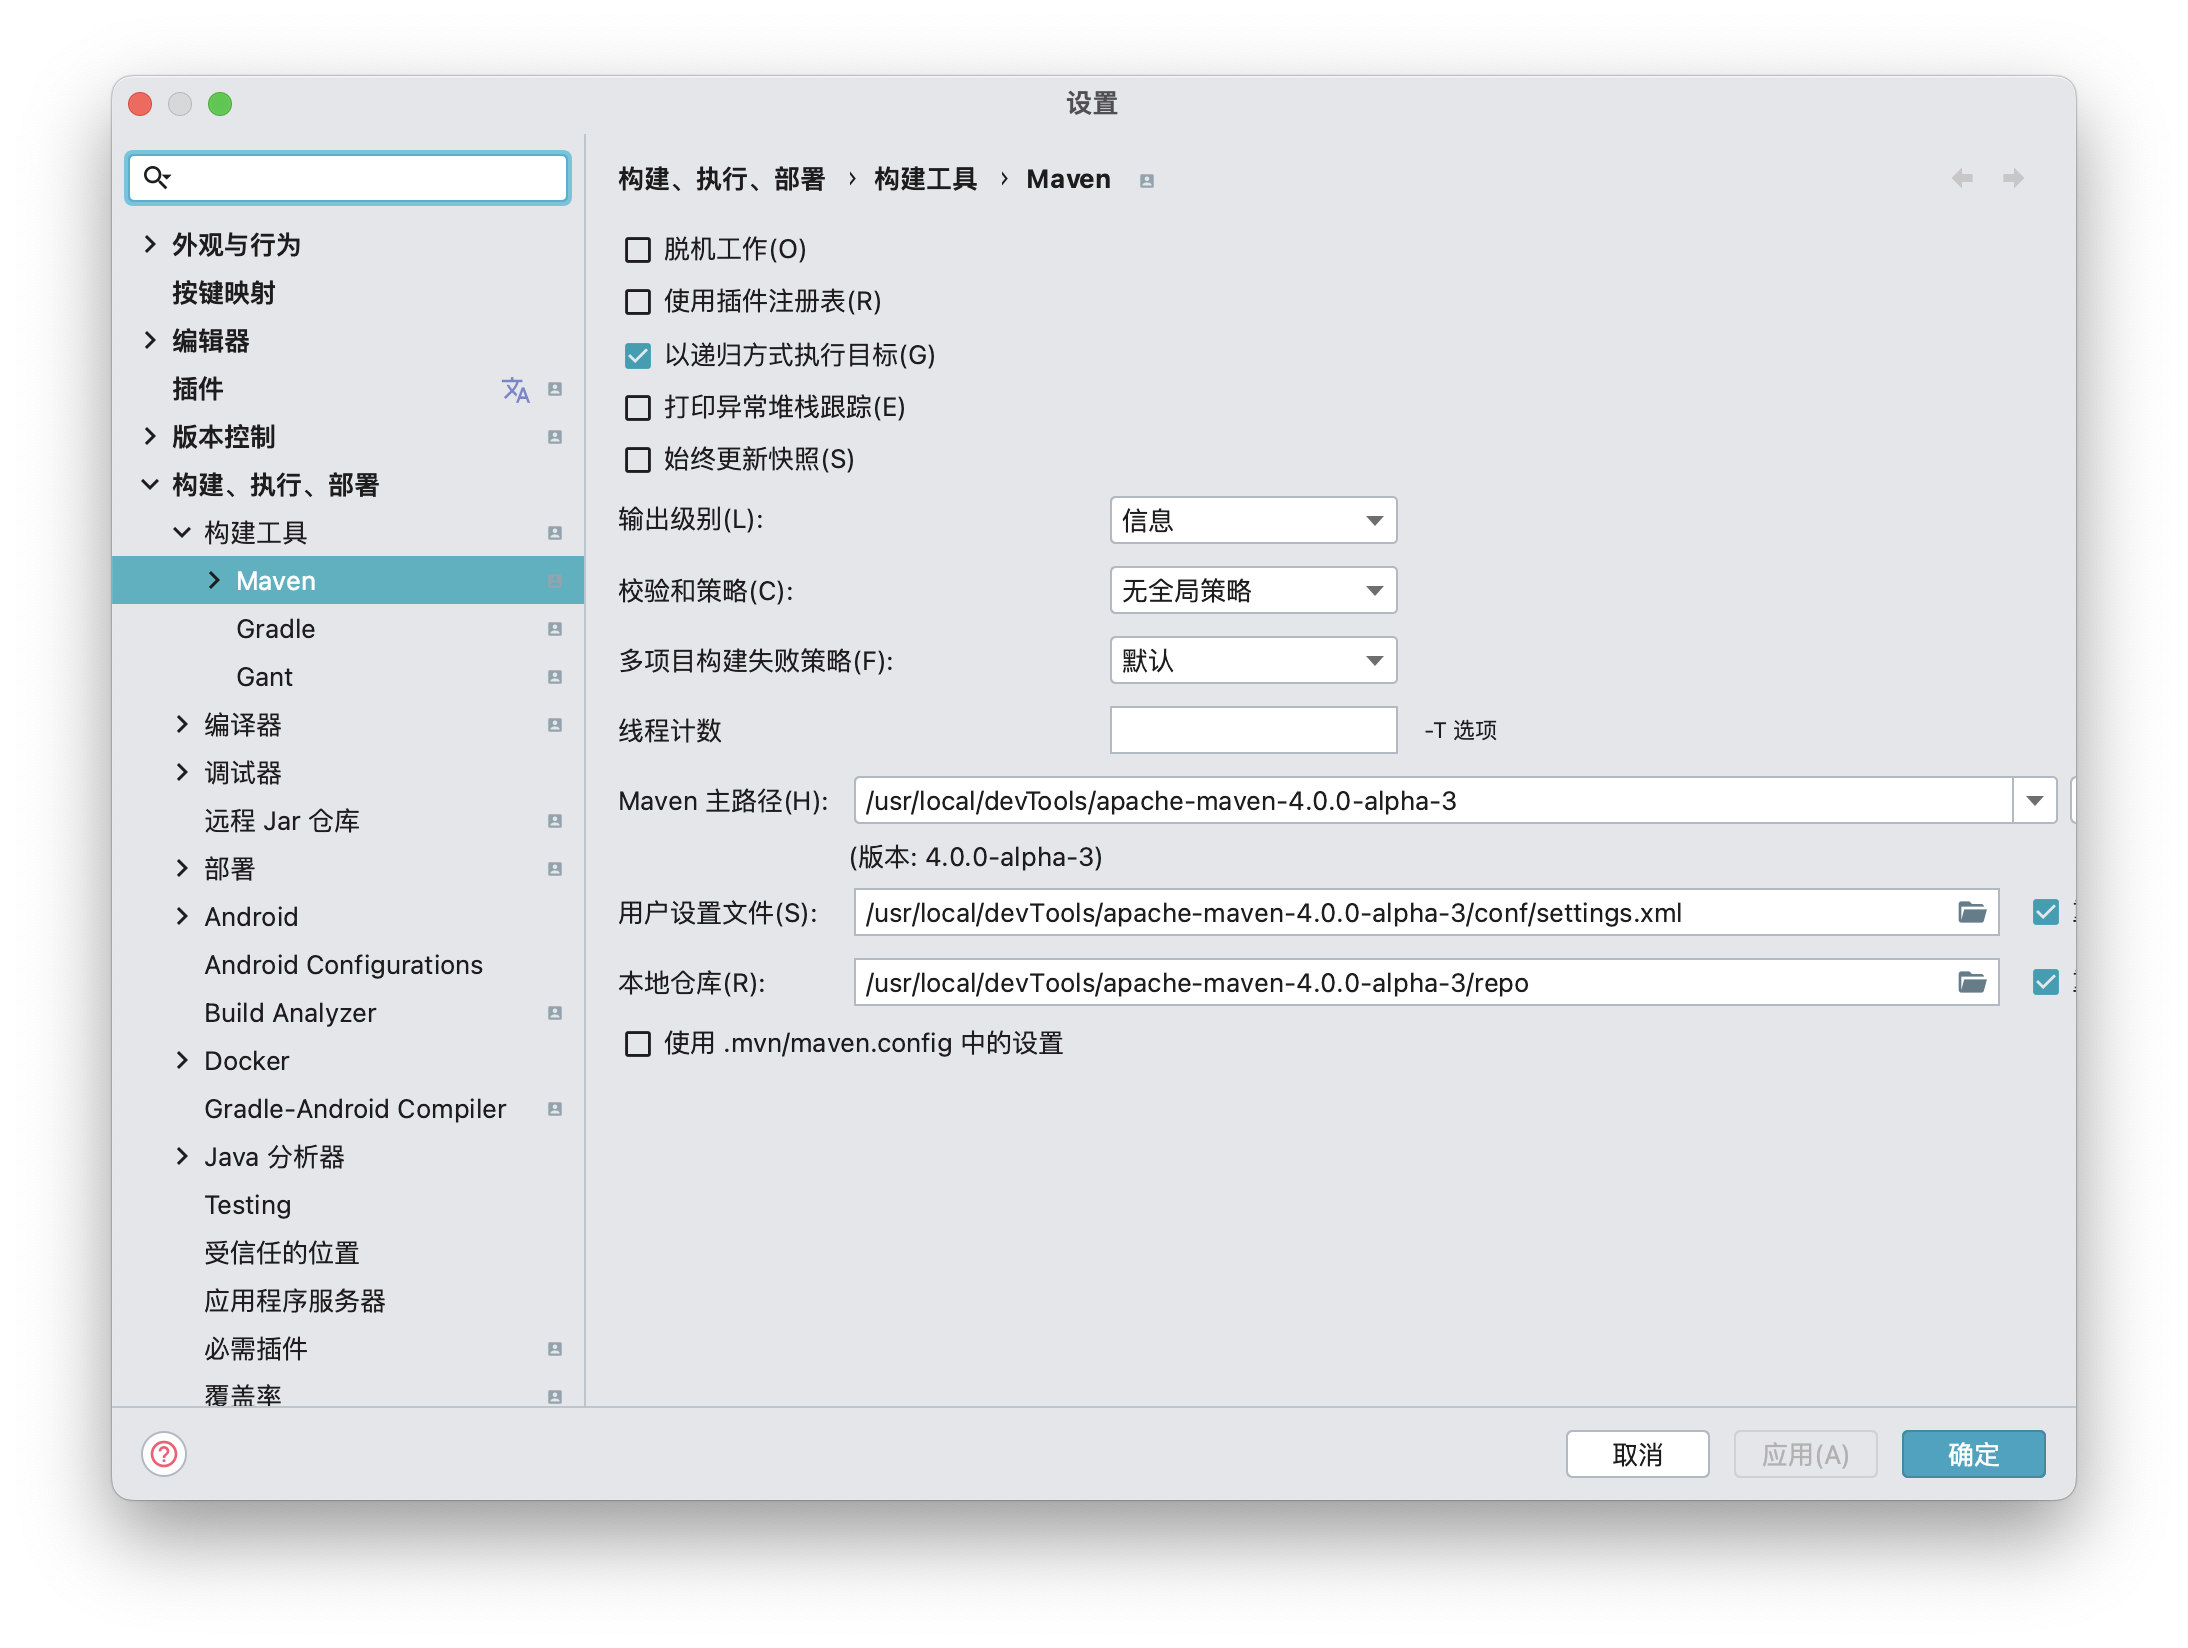 设置
外观与行为
按键映射
编辑器
插件
版本控制
构建、执行、部署
构建工具
Maven
Gradle
Gant
编译器
调试器
远程 Jar 仓库
部署
Android
Android Configurations
Build Analyzer
Docker
Gradle-Android Compiler
Java 分析器
Testing
受信任的位置
应用程序服务器
必需插件
覆盖率
构建、执行、部署 › 构建工具 › Maven
脱机工作(O)
使用插件注册表(R)
以递归方式执行目标(G)
打印异常堆栈跟踪(E)
始终更新快照(S)
输出级别(L): 信息
校验和策略(C): 无全局策略
多项目构建失败策略(F): 默认
线程计数 -T 选项
Maven 主路径(H): /usr/local/devTools/apache-maven-4.0.0-alpha-3
(版本: 4.0.0-alpha-3)
用户设置文件(S): /usr/local/devTools/apache-maven-4.0.0-alpha-3/conf/settings.xml
本地仓库(R): /usr/local/devTools/apache-maven-4.0.0-alpha-3/repo
使用 .mvn/maven.config 中的设置
取消 应用(A) 确定